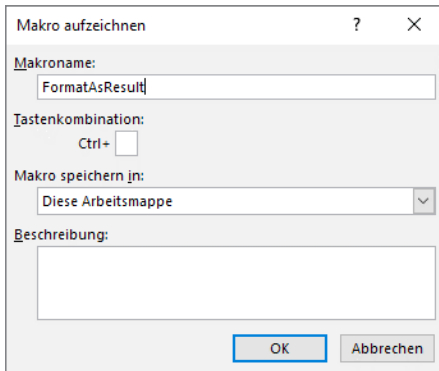 Makro aufzeichnen ?
Makroname:
FormatAsResult
Tastenkombination:
Ctrl+
Makro speichern in:
Diese Arbeitsmappe
Beschreibung:
OK Abbrechen